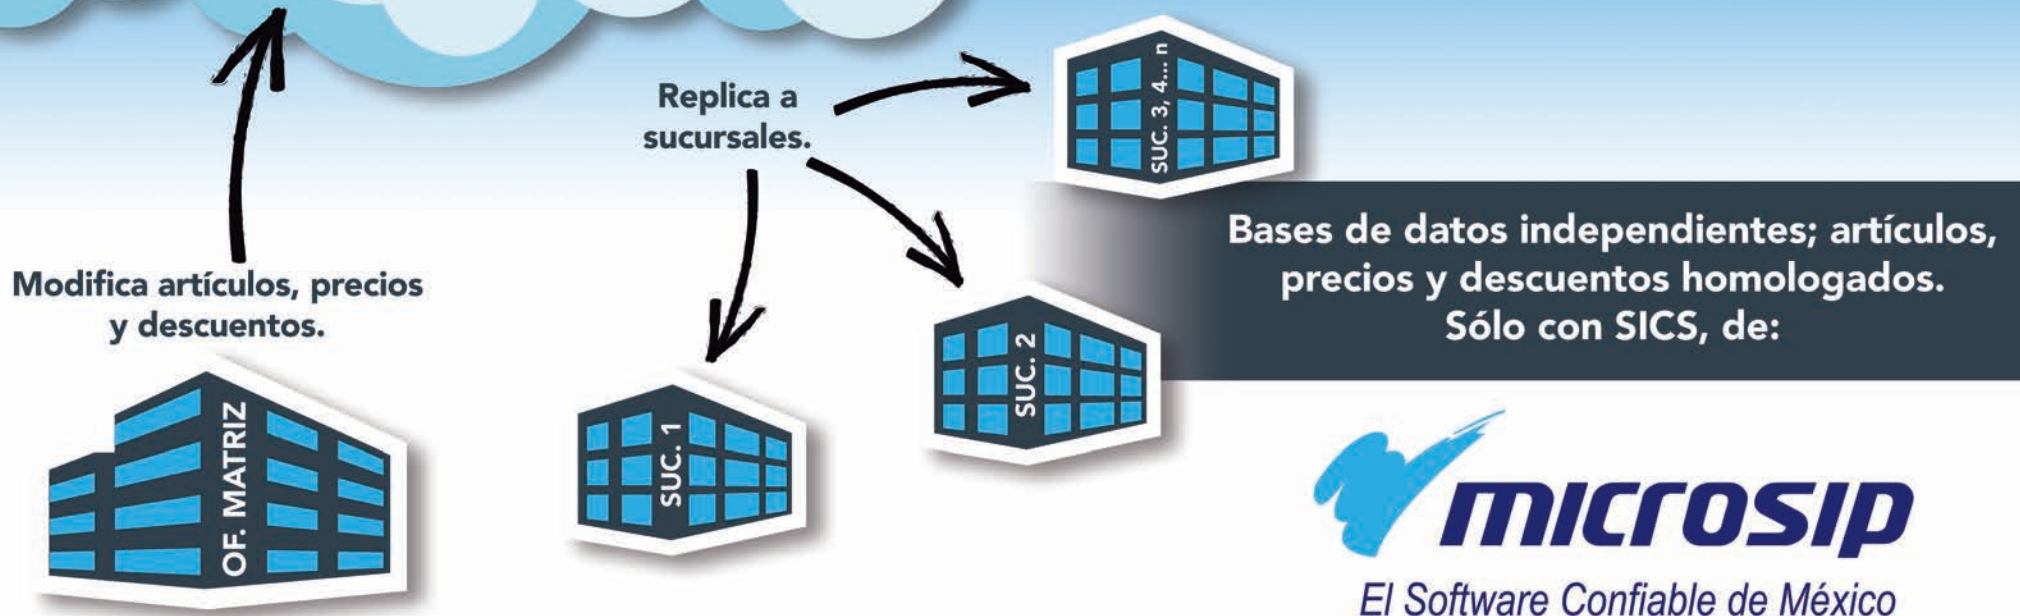 Replica a
sucursales.
SUC. 3, 4... n
Modifica artículos, precios
y descuentos.
Bases de datos independientes; artículos,
precios y descuentos homologados.
Sólo con SICS, de:
OF. MATRIZ
SUC. 1
SUC. 2
microsip
El Software Confiable de México